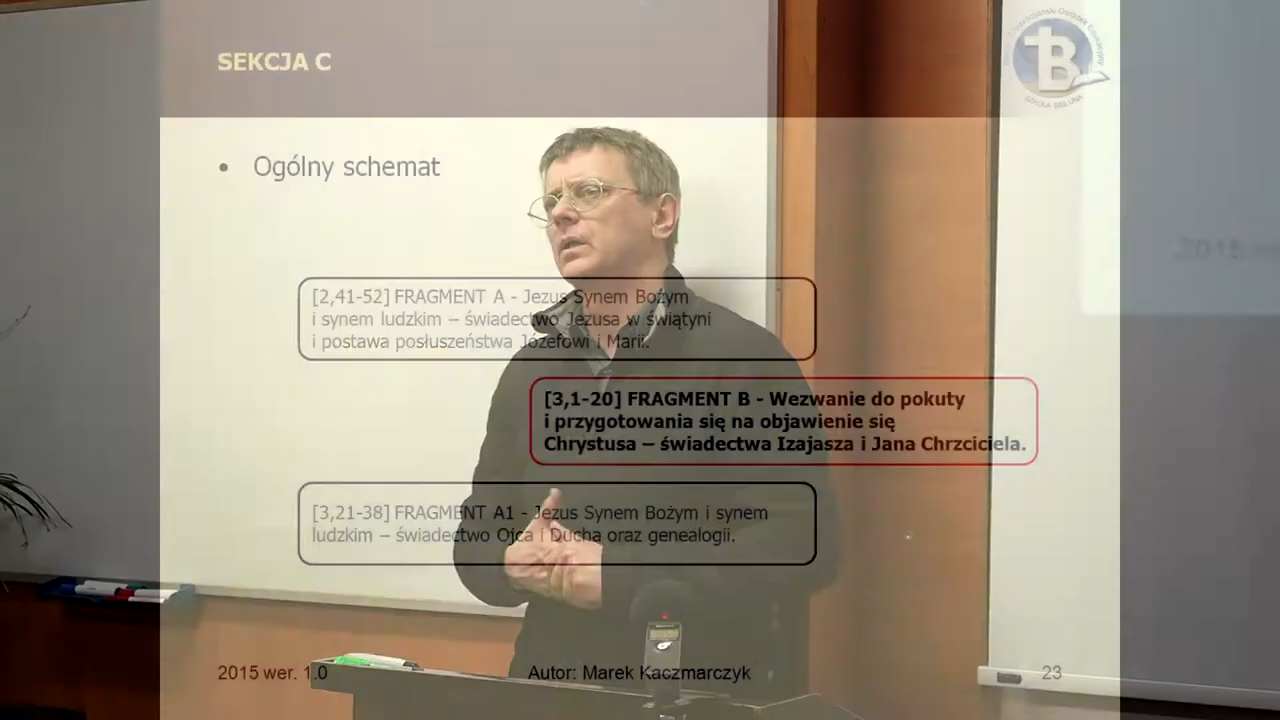 SEKCJA C
• Ogólny schemat
[2,41-52] FRAGMENT A - Jezus Synem Bożym
i synem ludzkim – świadectwo Jezusa w świątyni
i postawa posłuszeństwa Józefowi i Marii.
[3,1-20] FRAGMENT B - Wezwanie do pokuty
i przygotowania się na objawienie się
Chrystusa – świadectwa Izajasza i Jana Chrzciciela.
[3,21-38] FRAGMENT A1 - Jezus Synem Bożym i synem
ludzkim – świadectwo Ojca i Ducha oraz genealogii.
2015 wer. 1.0
Autor: Marek Kaczmarczyk
23
Ośrodek Edukacyjny
SZKOŁA BIBLIJNA
2015